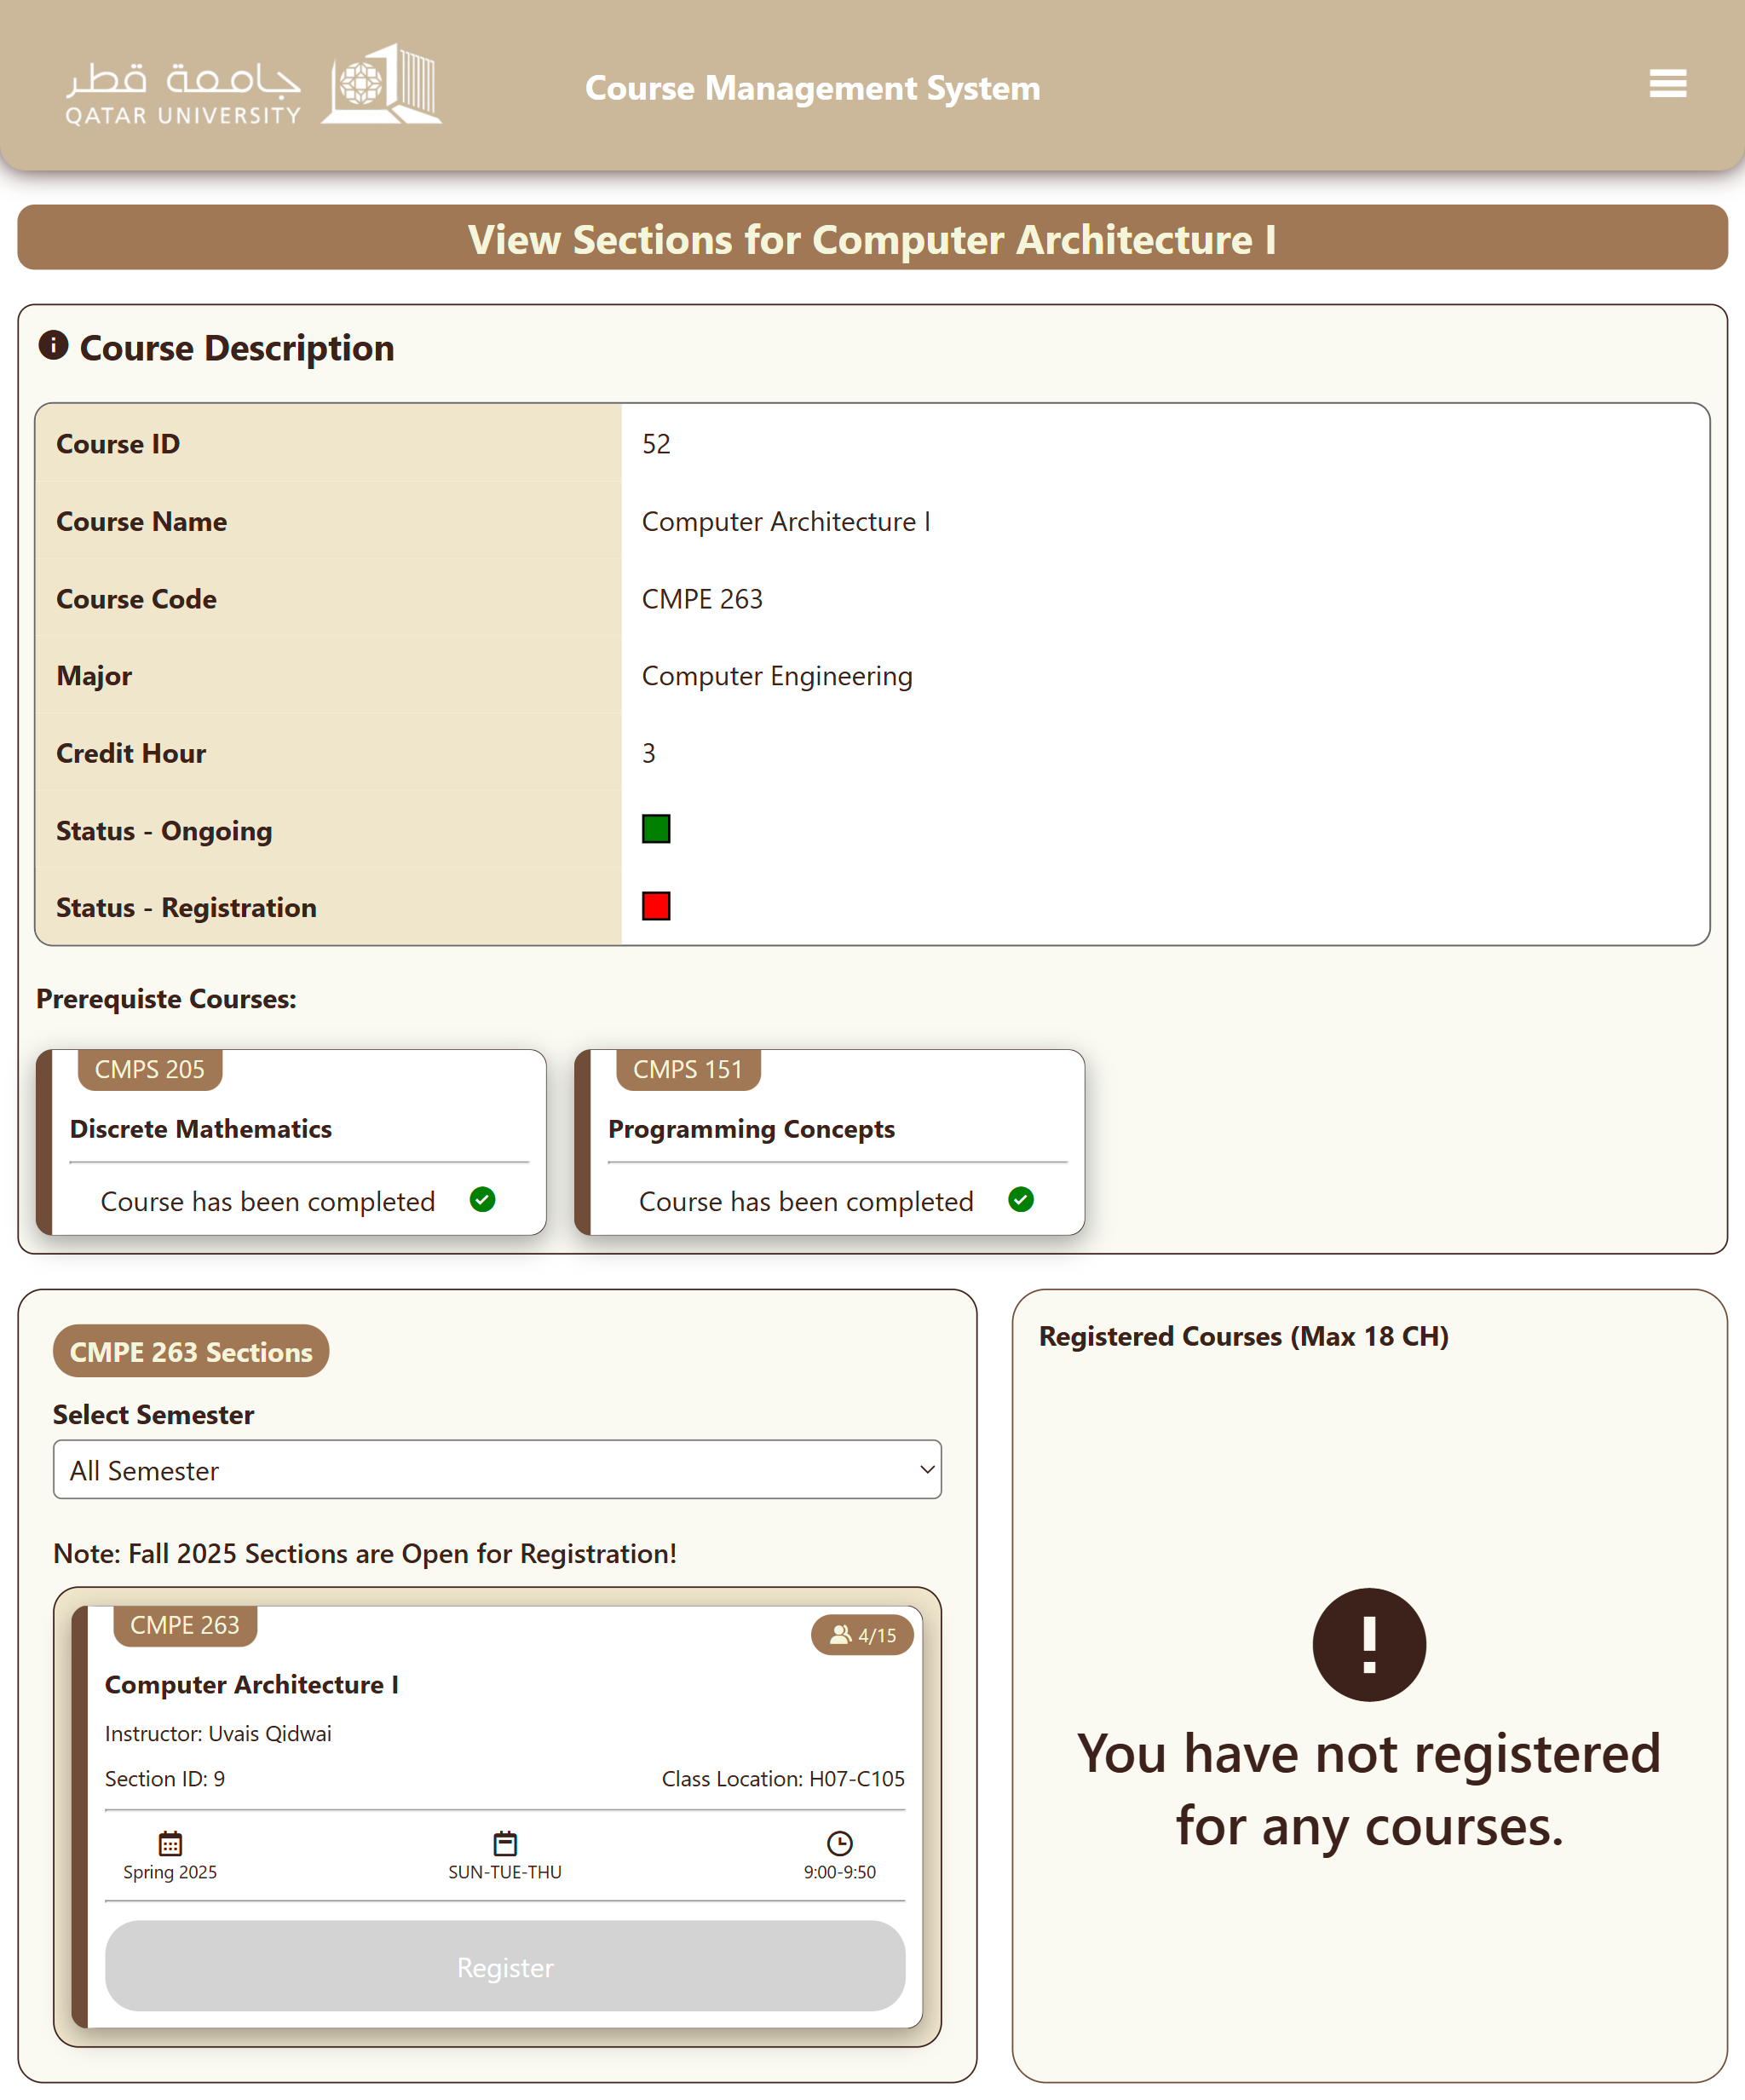 جامعة قطر
QATAR UNIVERSITY
Course Management System
View Sections for Computer Architecture I
Course Description
Course ID 52
Course Name Computer Architecture I
Course Code CMPE 263
Major Computer Engineering
Credit Hour 3
Status - Ongoing
Status - Registration
Prerequiste Courses:
CMPS 205
Discrete Mathematics
Course has been completed
CMPS 151
Programming Concepts
Course has been completed
CMPE 263 Sections
Select Semester
All Semester
Note: Fall 2025 Sections are Open for Registration!
CMPE 263
4/15
Computer Architecture I
Instructor: Uvais Qidwai
Section ID: 9 Class Location: H07-C105
Spring 2025 SUN-TUE-THU 9:00-9:50
Register
Registered Courses (Max 18 CH)
You have not registered
for any courses.